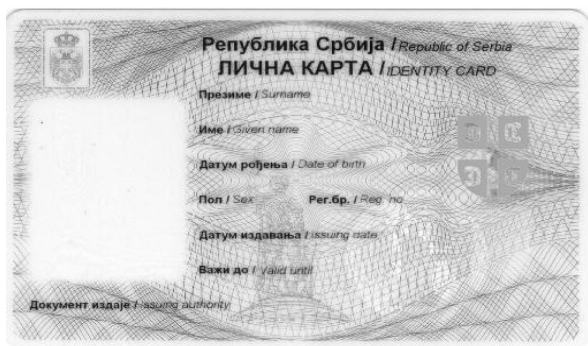 Република Србија / Republic of Serbia
ЛИЧНА КАРТА / IDENTITY CARD
Презиме / Surname
Име / Given name
Датум рођења / Date of birth
Пол / Sex Рег.бр. / Reg. no
Датум издавања / Issuing date
Важи до / Valid until
Документ издаје / Issuing authority